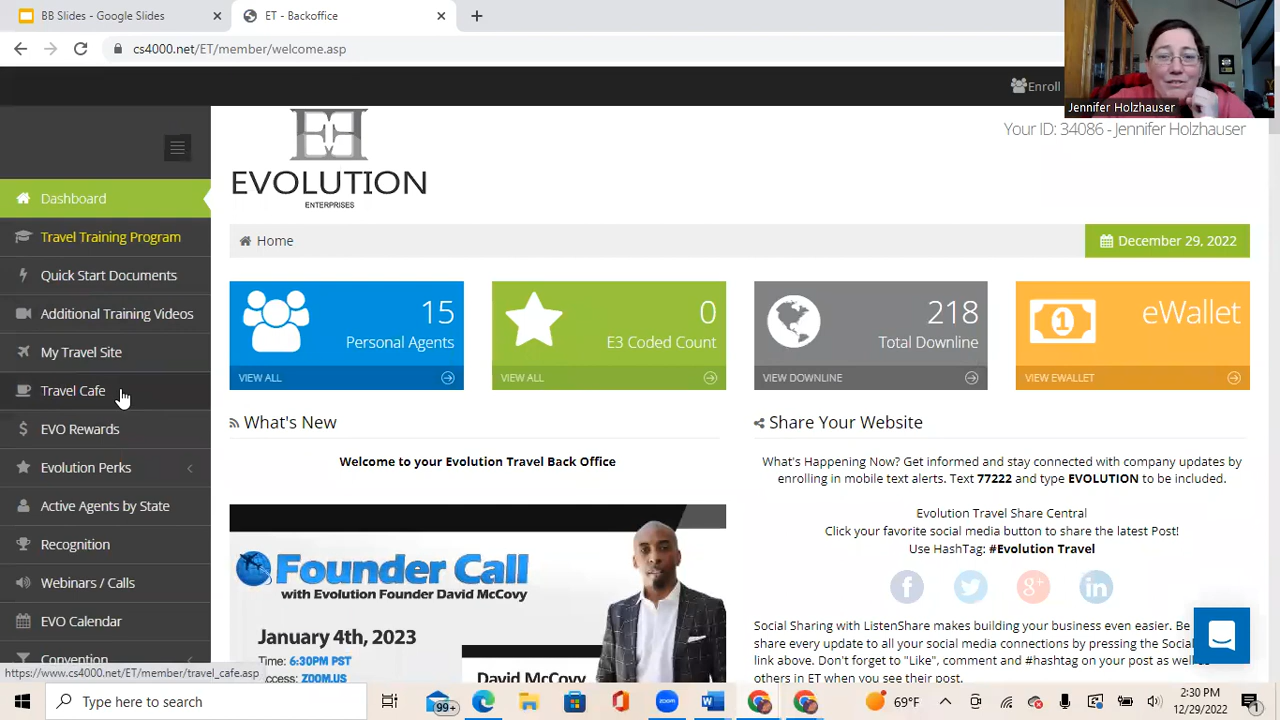 BB Slides - Google Slides
ET - Backoffice
cs4000.net/ET/member/welcome.asp
Enroll
Jennifer Holzhauser
Your ID: 34086 - Jennifer Holzhauser
EVOLUTION
ENTERPRISES
Dashboard
Travel Training Program
Quick Start Documents
Additional Training Videos
My Travel Site
Travel Cafe
EVO Rewards
Evolution Perks
Active Agents by State
Recognition
Webinars / Calls
EVO Calendar
Convention
Home
December 29, 2022
15
Personal Agents
VIEW ALL
0
E3 Coded Count
VIEW ALL
218
Total Downline
VIEW DOWNLINE
eWallet
VIEW EWALLET
What's New
Welcome to your Evolution Travel Back Office
Founder Call
with Evolution Founder David McCovy
January 4th, 2023
Time: 6:30PM PST
Access: ZOOM.US
David McCovy
Share Your Website
What's Happening Now? Get informed and stay connected with company updates by
enrolling in mobile text alerts. Text 77222 and type EVOLUTION to be included.
Evolution Travel Share Central
Click your favorite social media button to share the latest Post!
Use HashTag: #Evolution Travel
Social Sharing with ListenShare makes building your business even easier. Be
share every update to all your social media connections by pressing the Social
link above. Don't forget to "Like", comment and #hashtag on your post as well
others in ET when you see their post.
https://www.cs4000.net/ET/member/travel_cafe.asp
Type here to search
99+
69°F
2:30 PM
12/29/2022